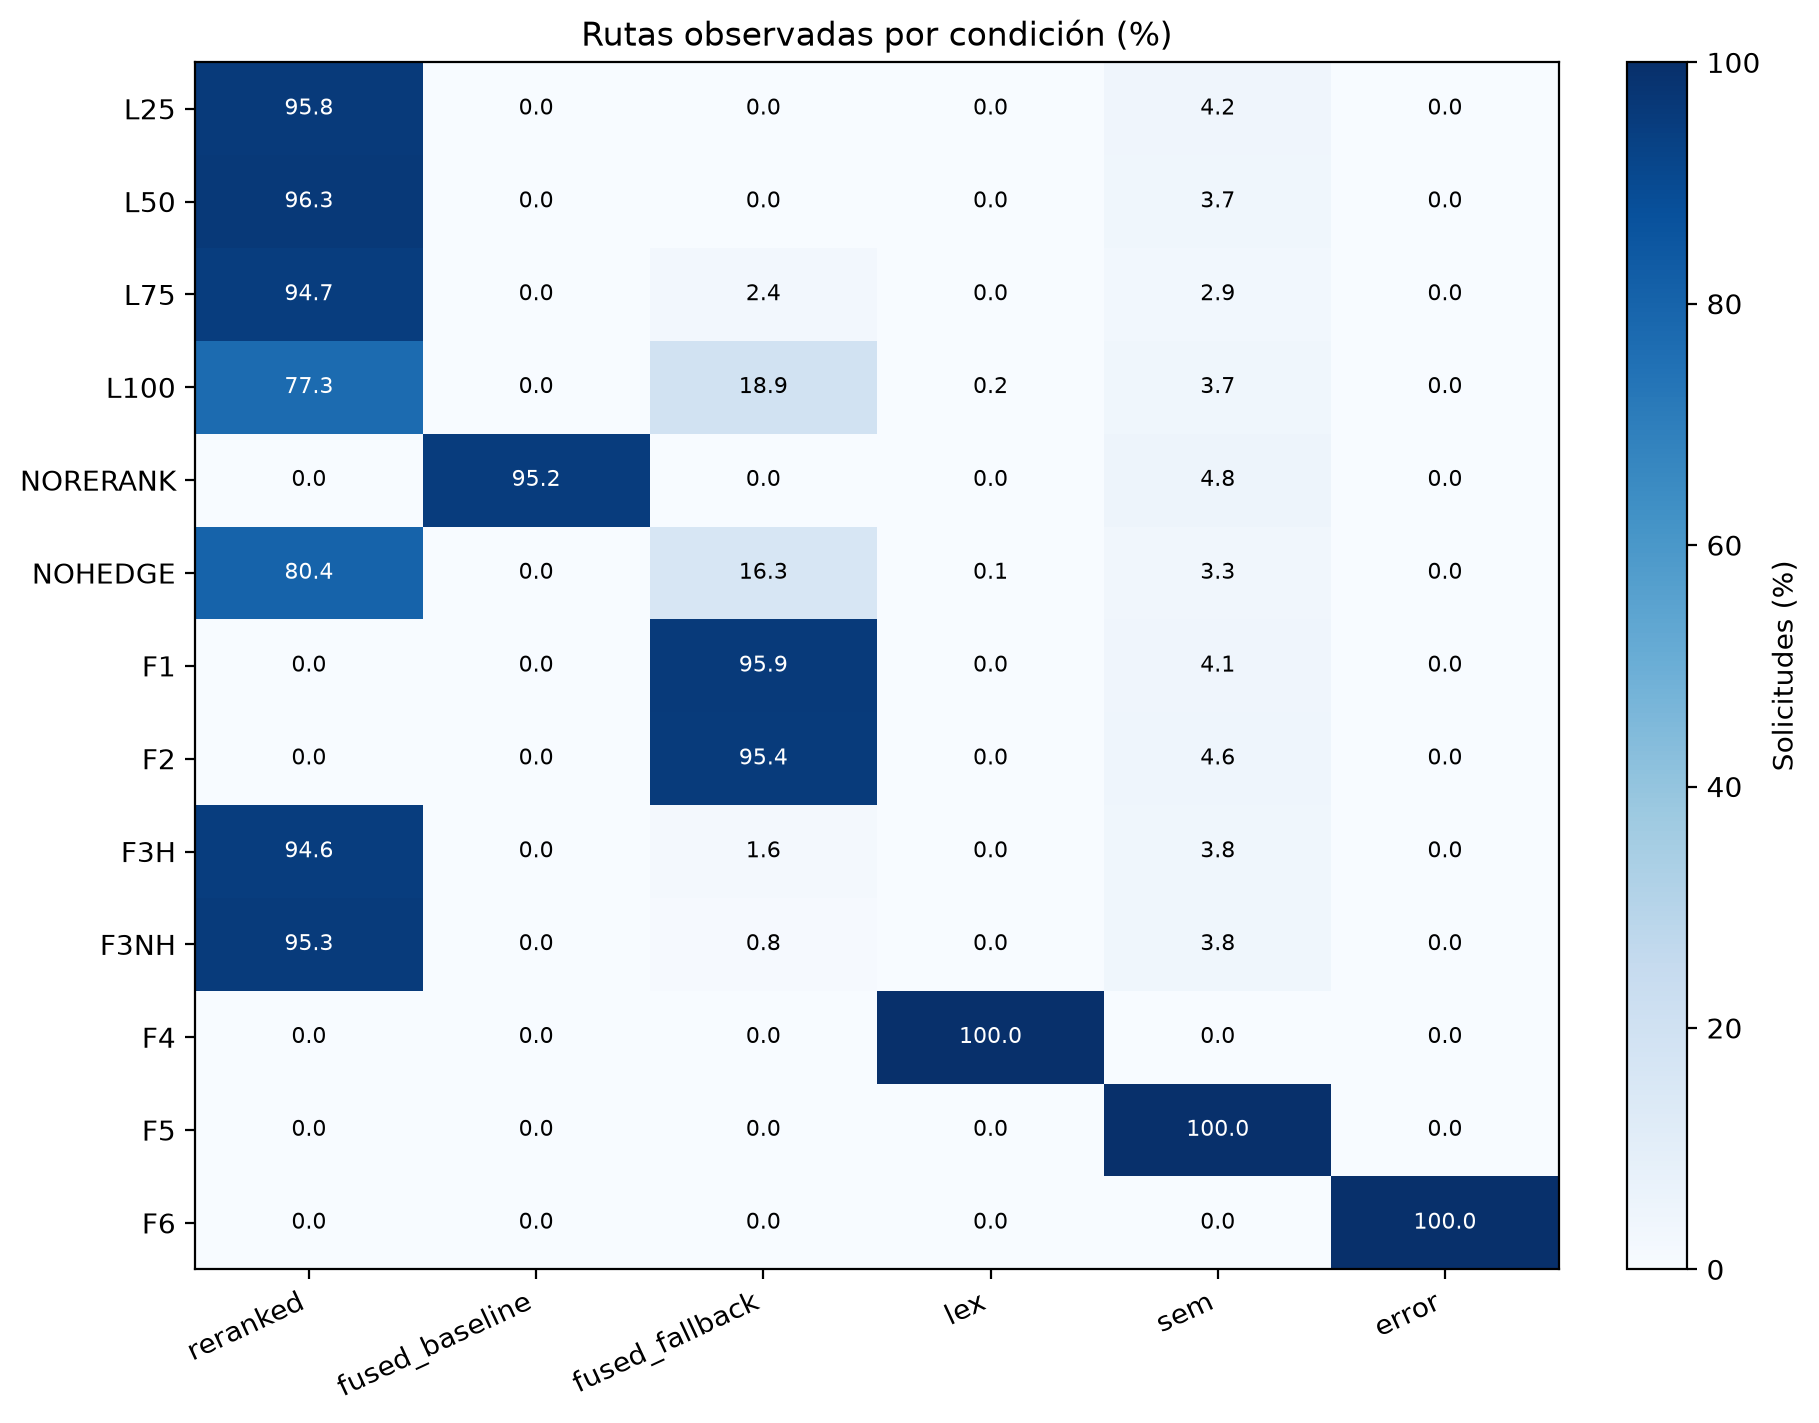 Rutas observadas por condición (%)
L25 95.8 0.0 0.0 0.0 4.2 0.0
L50 96.3 0.0 0.0 0.0 3.7 0.0
L75 94.7 0.0 2.4 0.0 2.9 0.0
L100 77.3 0.0 18.9 0.2 3.7 0.0
NORERANK 0.0 95.2 0.0 0.0 4.8 0.0
NOHEDGE 80.4 0.0 16.3 0.1 3.3 0.0
F1 0.0 0.0 95.9 0.0 4.1 0.0
F2 0.0 0.0 95.4 0.0 4.6 0.0
F3H 94.6 0.0 1.6 0.0 3.8 0.0
F3NH 95.3 0.0 0.8 0.0 3.8 0.0
F4 0.0 0.0 0.0 100.0 0.0 0.0
F5 0.0 0.0 0.0 0.0 100.0 0.0
F6 0.0 0.0 0.0 0.0 0.0 100.0
reranked fused_baseline fused_fallback lex sem error
100
80
60
40
20
0
Solicitudes (%)